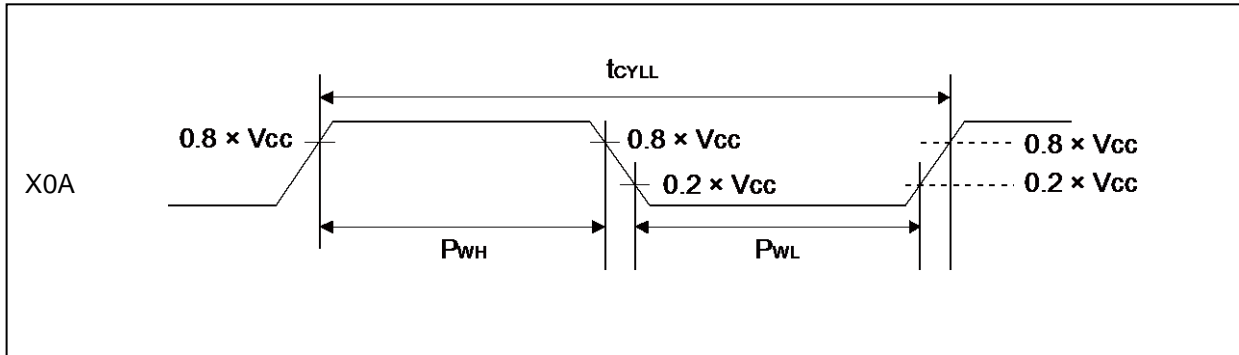 tCYLL
0.8 × Vcc 0.8 × Vcc 0.8 × Vcc
X0A 0.2 × Vcc 0.2 × Vcc
PWH PWL